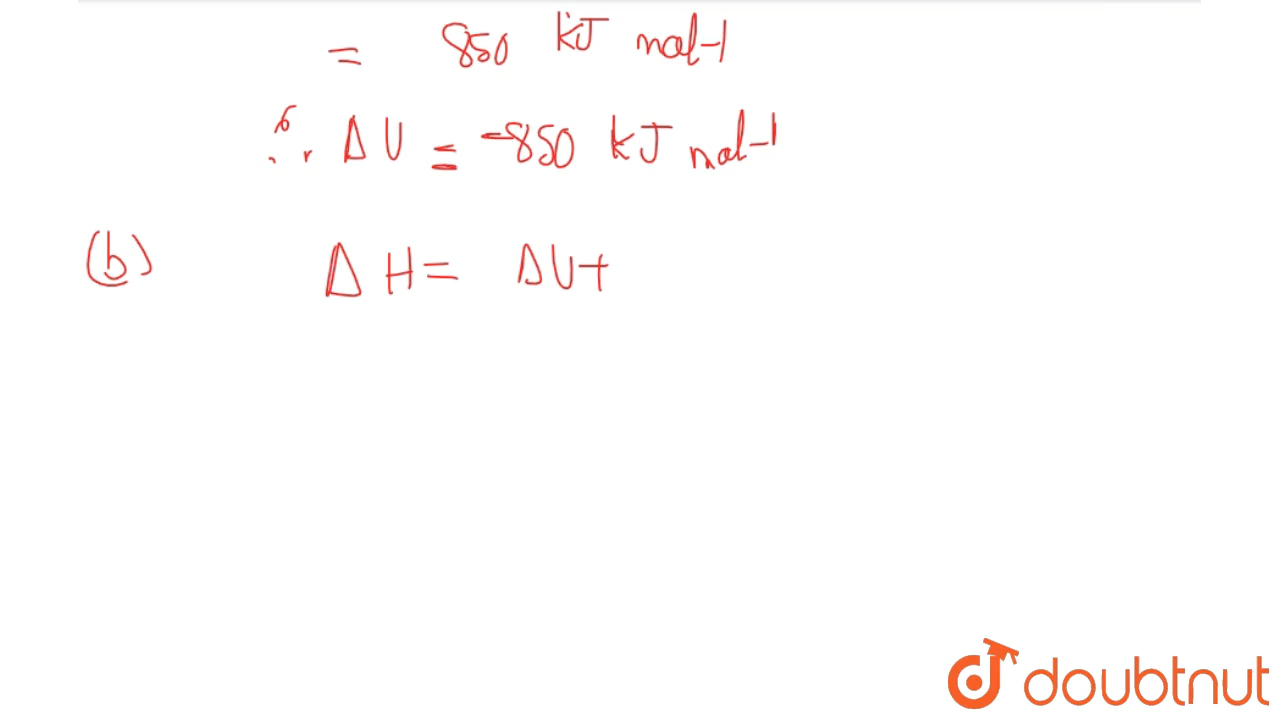 = 850 kJ mol-1
∴ ΔU = -850 kJ mol-1
(b) ΔH = ΔU+
doubtnut